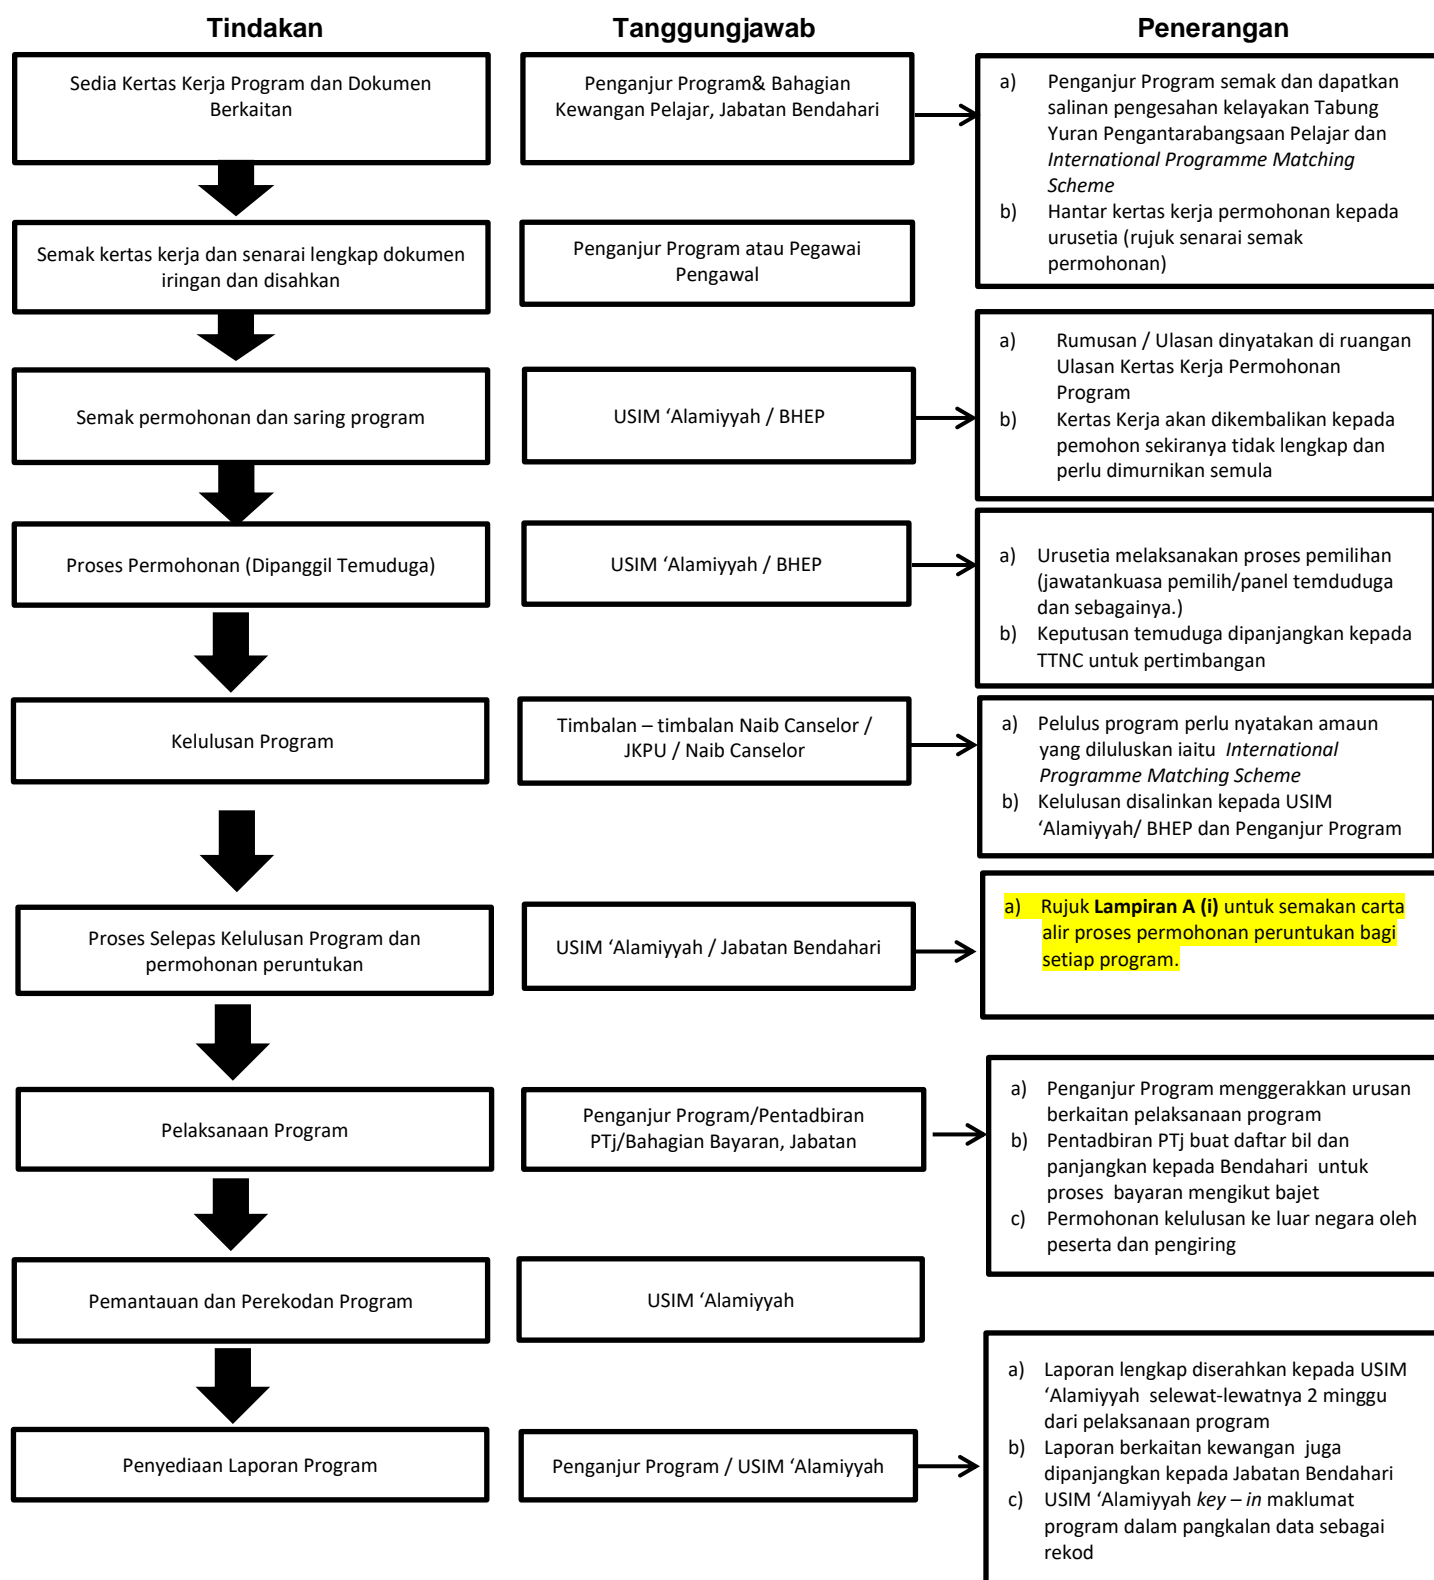 Tindakan
Tanggungjawab
Penerangan
Sedia Kertas Kerja Program dan Dokumen
Berkaitan
Penganjur Program& Bahagian
Kewangan Pelajar, Jabatan Bendahari
a) Penganjur Program semak dan dapatkan
salinan pengesahan kelayakan Tabung
Yuran Pengantarabangsaan Pelajar dan
International Programme Matching
Scheme
b) Hantar kertas kerja permohonan kepada
urusetia (rujuk senarai semak
permohonan)
Semak kertas kerja dan senarai lengkap dokumen
iringan dan disahkan
Penganjur Program atau Pegawai
Pengawal
Semak permohonan dan saring program
USIM ‘Alamiyyah / BHEP
a) Rumusan / Ulasan dinyatakan di ruangan
Ulasan Kertas Kerja Permohonan
Program
b) Kertas Kerja akan dikembalikan kepada
pemohon sekiranya tidak lengkap dan
perlu dimurnikan semula
Proses Permohonan (Dipanggil Temuduga)
USIM ‘Alamiyyah / BHEP
a) Urusetia melaksanakan proses pemilihan
(jawatankuasa pemilih/panel temduduga
dan sebagainya.)
b) Keputusan temuduga dipanjangkan kepada
TTNC untuk pertimbangan
Kelulusan Program
Timbalan – timbalan Naib Canselor /
JKPU / Naib Canselor
a) Pelulus program perlu nyatakan amaun
yang diluluskan iaitu International
Programme Matching Scheme
b) Kelulusan disalinkan kepada USIM
‘Alamiyyah/ BHEP dan Penganjur Program
Proses Selepas Kelulusan Program dan
permohonan peruntukan
USIM ‘Alamiyyah / Jabatan Bendahari
a) Rujuk Lampiran A (i) untuk semakan carta
alir proses permohonan peruntukan bagi
setiap program.
Pelaksanaan Program
Penganjur Program/Pentadbiran
PTj/Bahagian Bayaran, Jabatan
a) Penganjur Program menggerakkan urusan
berkaitan pelaksanaan program
b) Pentadbiran PTj buat daftar bil dan
panjangkan kepada Bendahari untuk
proses bayaran mengikut bajet
c) Permohonan kelulusan ke luar negara oleh
peserta dan pengiring
Pemantauan dan Perekodan Program
USIM ‘Alamiyyah
Penyediaan Laporan Program
Penganjur Program / USIM ‘Alamiyyah
a) Laporan lengkap diserahkan kepada USIM
‘Alamiyyah selewat-lewatnya 2 minggu
dari pelaksanaan program
b) Laporan berkaitan kewangan juga
dipanjangkan kepada Jabatan Bendahari
c) USIM ‘Alamiyyah key – in maklumat
program dalam pangkalan data sebagai
rekod